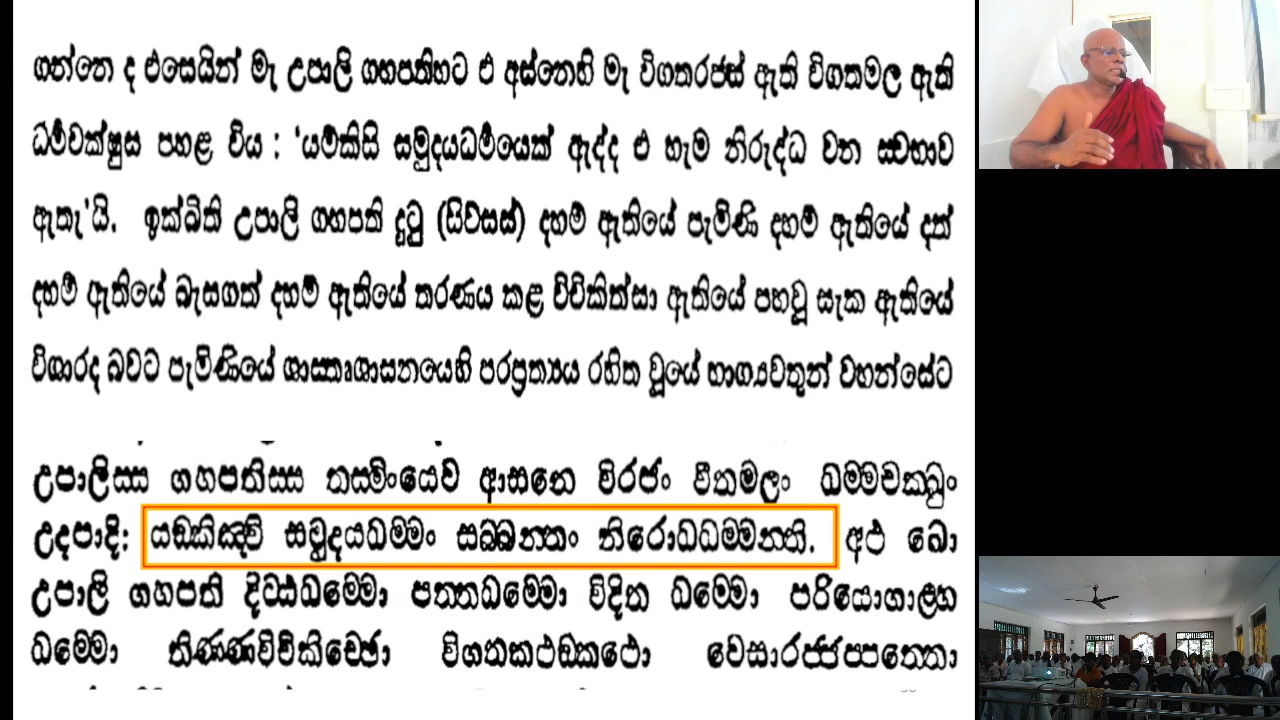 ගන්නෙ ද එසෙයින් මැ උපාලි ගහපතිහට එ අස්නෙහි මැ විගතරජස් ඇති විගතමල ඇති
ධර්‍මචක්ෂුස පහළ විය : 'යම්කිසි සමුදයධර්‍මයෙක් ඇද්ද එ හැම නිරුද්ධ වන ස්වභාව
ඇතැ'යි. ඉක්බිති උපාලි ගහපති දුටු (සිව්සස්) දහම් ඇතියේ පැමිණි දහම් ඇතියේ දත්
දහම් ඇතියේ බැසගත් දහම් ඇතියේ තරණය කළ විචිකිත්සා ඇතියේ පහවූ සැක ඇතියේ
විශාරද බවට පැමිණියේ ශාස්තෘශාසනයෙහි පරප්‍රත්‍යය රහිත වූයේ භාග්‍යවතුන් වහන්සේට
උපාලිස්ස ගහපතිස්ස තස්මිංයෙව ආසනෙ විරජං වීතමලං ධම්මචක්ඛුං
උදපාදි: යඞ්කිඤ්චි සමුදයධම්මං සබ්බන්තං නිරොධධම්මන්ති. අථ ඛො
උපාලි ගහපති දිට්ඨධම්මො පත්තධම්මො විදිත ධම්මො පරියොගාළ්හ
ධම්මො තිණ්ණවිචිකිච්ඡො විගතකථඞ්කථො වෙසාරජ්ජප්පත්තො